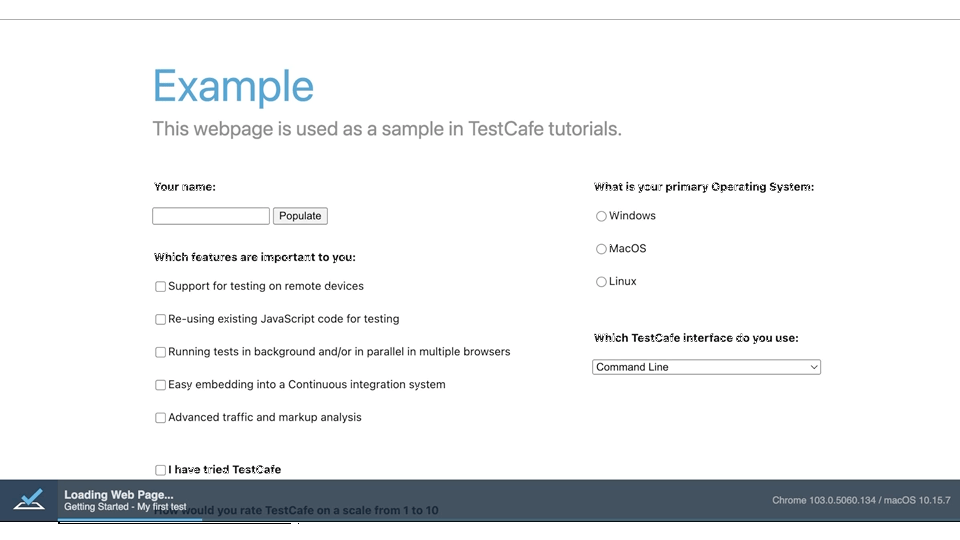 Example
This webpage is used as a sample in TestCafe tutorials.
Your name:
Populate
Which features are important to you:
Support for testing on remote devices
Re-using existing JavaScript code for testing
Running tests in background and/or in parallel in multiple browsers
Easy embedding into a Continuous integration system
Advanced traffic and markup analysis
I have tried TestCafe
What is your primary Operating System:
Windows
MacOS
Linux
Which TestCafe interface do you use:
Command Line
Loading Web Page...
Getting Started - My first test
How would you rate TestCafe on a scale from 1 to 10
Chrome 103.0.5060.134 / macOS 10.15.7